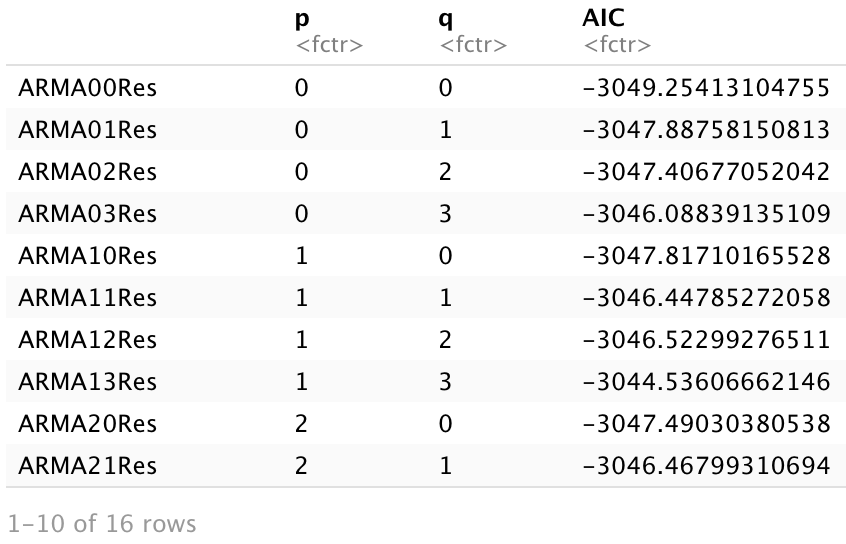 p q AIC
<fctr> <fctr> <fctr>
ARMA00Res 0 0 -3049.25413104755
ARMA01Res 0 1 -3047.88758150813
ARMA02Res 0 2 -3047.40677052042
ARMA03Res 0 3 -3046.08839135109
ARMA10Res 1 0 -3047.81710165528
ARMA11Res 1 1 -3046.44785272058
ARMA12Res 1 2 -3046.52299276511
ARMA13Res 1 3 -3044.53606662146
ARMA20Res 2 0 -3047.49030380538
ARMA21Res 2 1 -3046.46799310694
1-10 of 16 rows